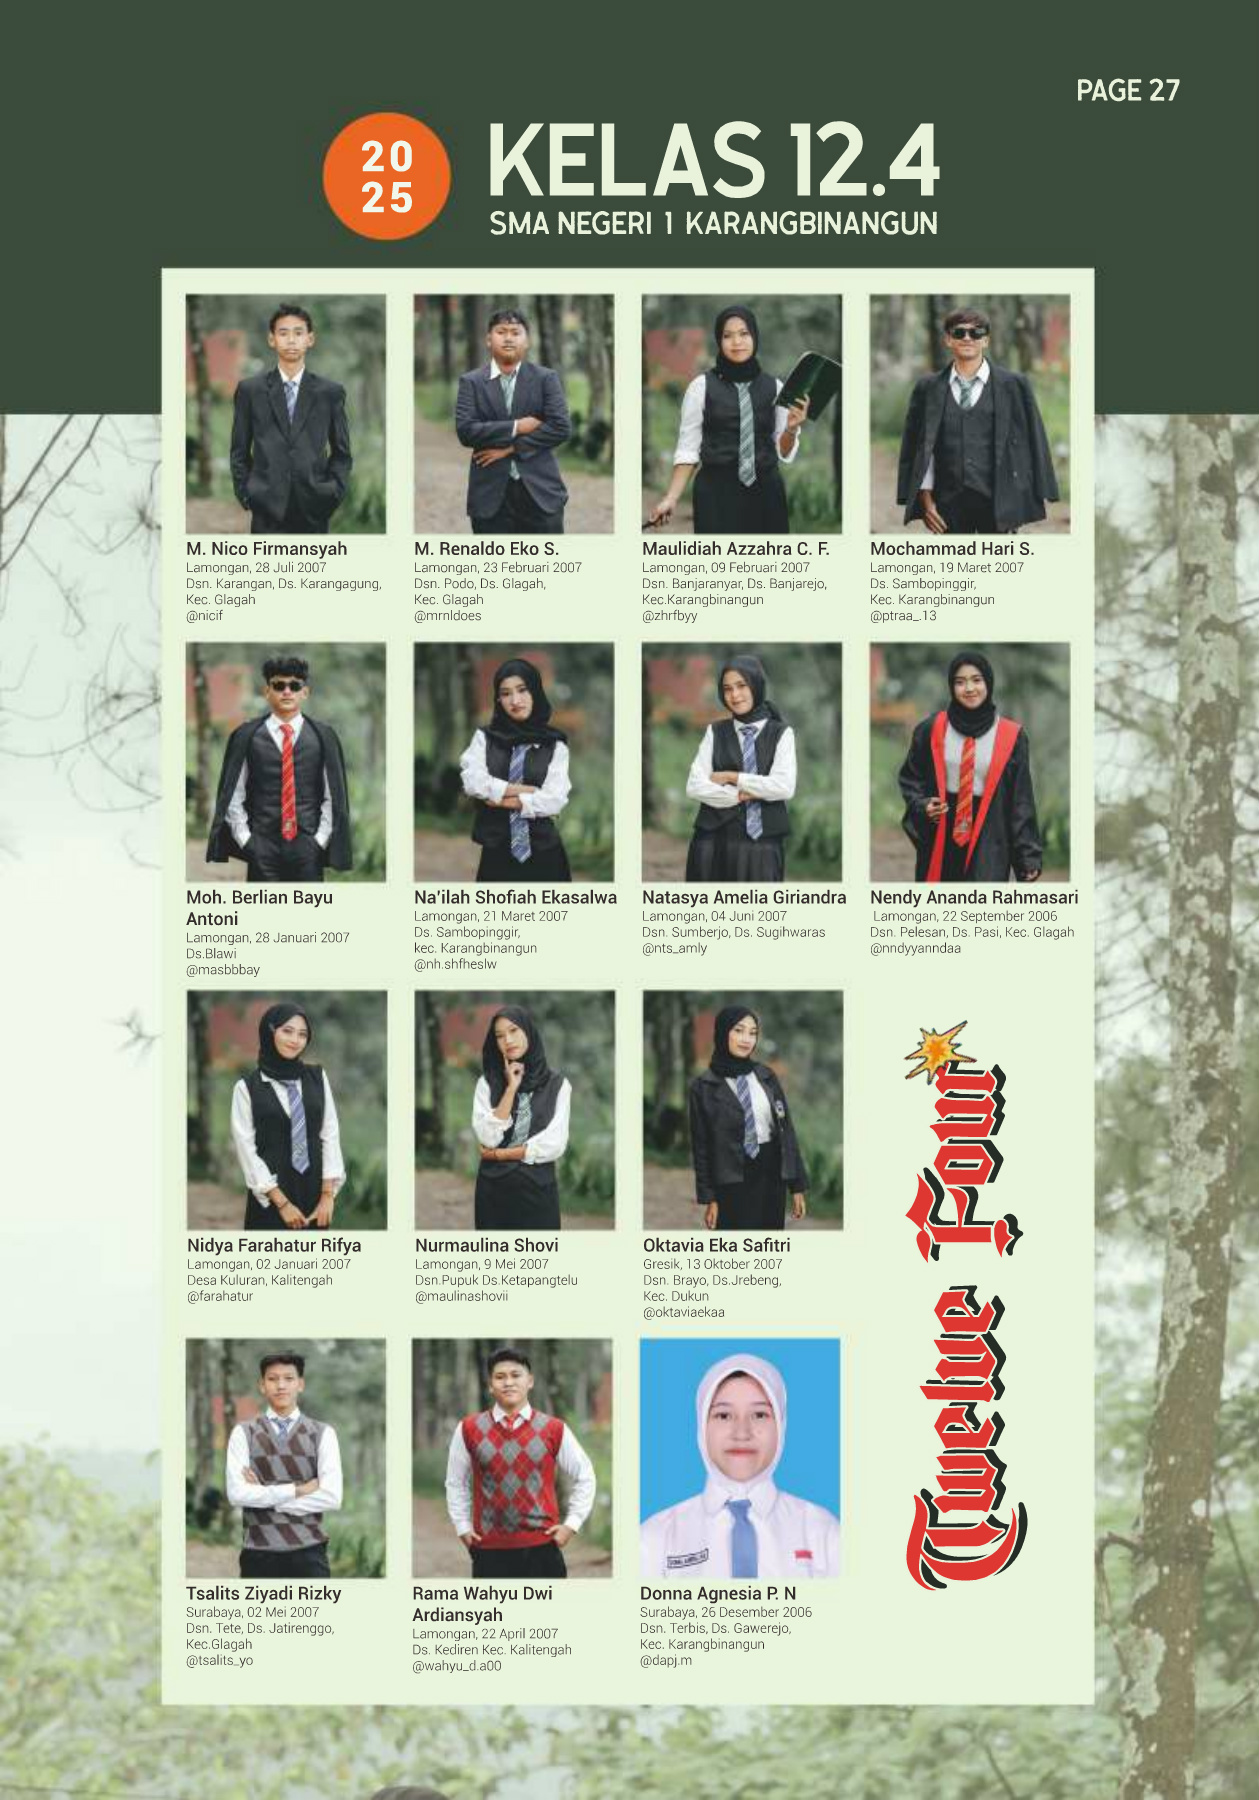 PAGE 27
20
25
KELAS 12.4
SMA NEGERI 1 KARANGBINANGUN
M. Nico Firmansyah
Lamongan, 28 Juli 2007
Dsn. Karangan, Ds. Karangagung,
Kec. Glagah
@nicif
M. Renaldo Eko S.
Lamongan, 23 Februari 2007
Dsn. Podo, Ds. Glagah,
Kec. Glagah
@mrnldoes
Maulidiah Azzahra C. F.
Lamongan, 09 Februari 2007
Dsn. Banjaranyar, Ds. Banjarejo,
Kec.Karangbinangun
@zhrfbyy
Mochammad Hari S.
Lamongan, 19 Maret 2007
Ds. Sambopinggir,
Kec. Karangbinangun
@ptraa_.13
Moh. Berlian Bayu
Antoni
Lamongan, 28 Januari 2007
Ds.Blawi
@masbbbay
Na'ilah Shofiah Ekasalwa
Lamongan, 21 Maret 2007
Ds. Sambopinggir,
kec. Karangbinangun
@nh.shfheslw
Natasya Amelia Giriandra
Lamongan, 04 Juni 2007
Dsn. Sumberjo, Ds. Sugihwaras
@nts_amly
Nendy Ananda Rahmasari
Lamongan, 22 September 2006
Dsn. Pelesan, Ds. Pasi, Kec. Glagah
@nndyyanndaa
Nidya Farahatur Rifya
Lamongan, 02 Januari 2007
Desa Kuluran, Kalitengah
@farahatur
Nurmaulina Shovi
Lamongan, 9 Mei 2007
Dsn.Pupuk Ds.Ketapangtelu
@maulinashovii
Oktavia Eka Safitri
Gresik, 13 Oktober 2007
Dsn. Brayo, Ds.Jrebeng,
Kec. Dukun
@oktaviaekaa
Twelve Four
Tsalits Ziyadi Rizky
Surabaya, 02 Mei 2007
Dsn. Tete, Ds. Jatirenggo,
Kec.Glagah
@tsalits_yo
Rama Wahyu Dwi
Ardiansyah
Lamongan, 22 April 2007
Ds. Kediren Kec. Kalitengah
@wahyu_d.a00
Donna Agnesia P. N
Surabaya, 26 Desember 2006
Dsn. Terbis, Ds. Gawerejo,
Kec. Karangbinangun
@dapj.m